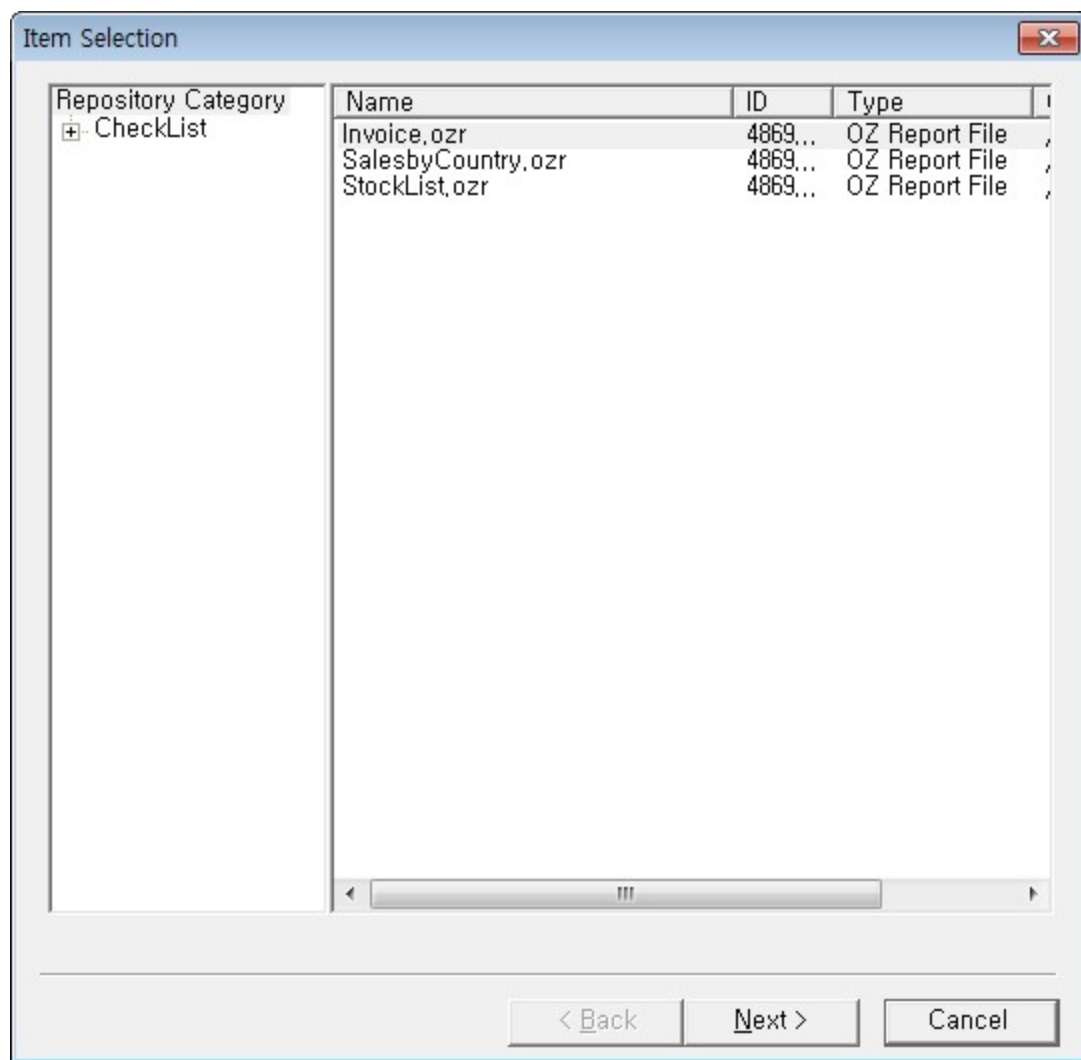 Item Selection
Repository Category
CheckList
Name ID Type
Invoice,ozr 4869,,, OZ Report File
SalesbyCountry,ozr 4869,,, OZ Report File
StockList,ozr 4869,,, OZ Report File
< Back Next > Cancel